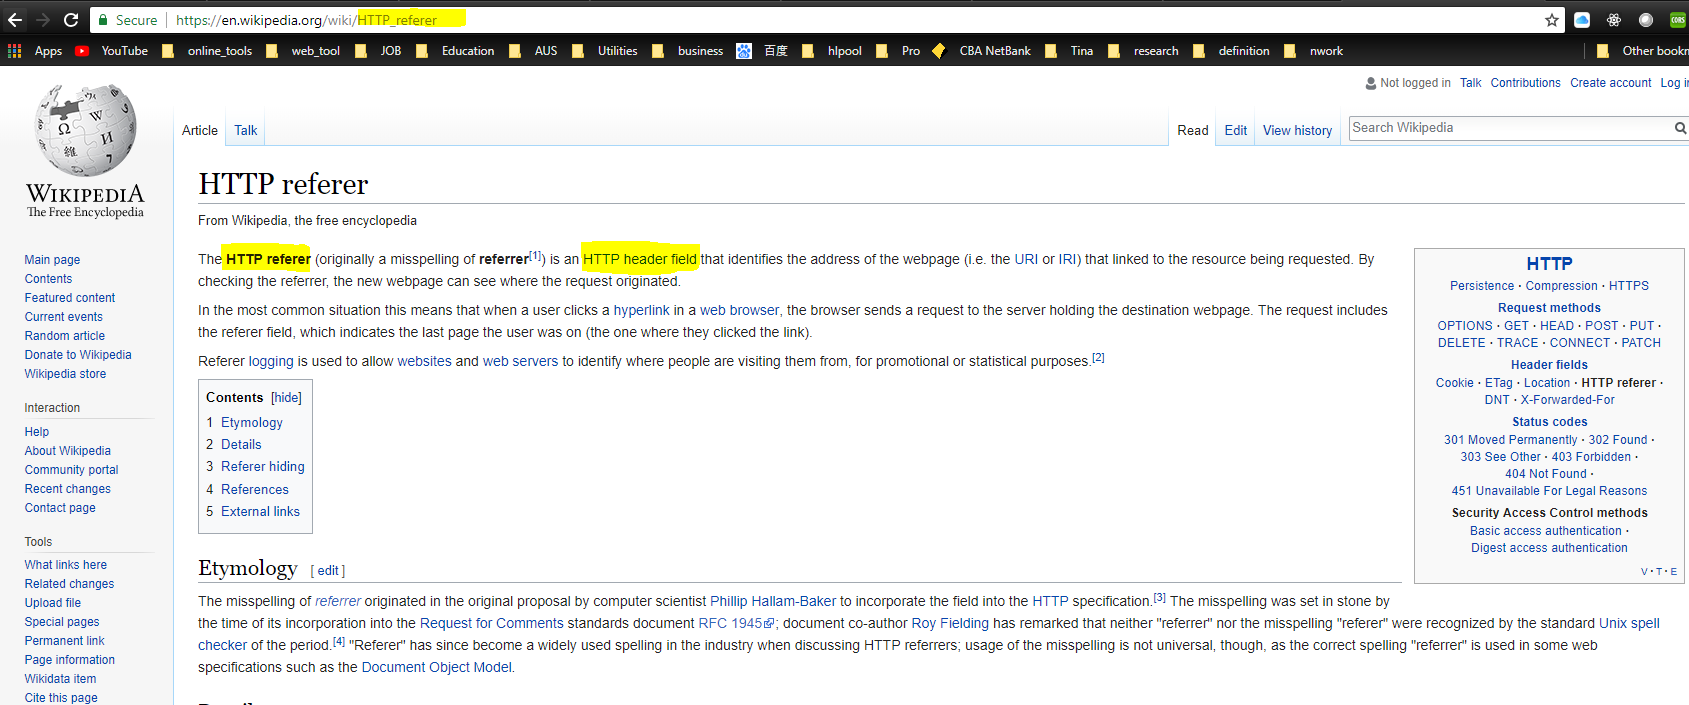 Secure https://en.wikipedia.org/wiki/HTTP_referer
CORS
Apps YouTube online_tools web_tool JOB Education AUS Utilities business 百度 hlpool Pro CBA NetBank Tina research definition nwork Other bookm
Not logged in Talk Contributions Create account Log in
Article Talk Read Edit View history Search Wikipedia
Ω W И 維 7
WIKIPEDIA
The Free Encyclopedia
Main page
Contents
Featured content
Current events
Random article
Donate to Wikipedia
Wikipedia store
Interaction
Help
About Wikipedia
Community portal
Recent changes
Contact page
Tools
What links here
Related changes
Upload file
Special pages
Permanent link
Page information
Wikidata item
Cite this page
HTTP referer
From Wikipedia, the free encyclopedia
The HTTP referer (originally a misspelling of referrer[1]) is an HTTP header field that identifies the address of the webpage (i.e. the URI or IRI) that linked to the resource being requested. By
checking the referrer, the new webpage can see where the request originated.
In the most common situation this means that when a user clicks a hyperlink in a web browser, the browser sends a request to the server holding the destination webpage. The request includes
the referer field, which indicates the last page the user was on (the one where they clicked the link).
Referer logging is used to allow websites and web servers to identify where people are visiting them from, for promotional or statistical purposes.[2]
Contents [hide]
1 Etymology
2 Details
3 Referer hiding
4 References
5 External links
HTTP
Persistence · Compression · HTTPS
Request methods
OPTIONS · GET · HEAD · POST · PUT ·
DELETE · TRACE · CONNECT · PATCH
Header fields
Cookie · ETag · Location · HTTP referer ·
DNT · X-Forwarded-For
Status codes
301 Moved Permanently · 302 Found ·
303 See Other · 403 Forbidden ·
404 Not Found ·
451 Unavailable For Legal Reasons
Security Access Control methods
Basic access authentication ·
Digest access authentication
V · T · E
Etymology [ edit ]
The misspelling of referrer originated in the original proposal by computer scientist Phillip Hallam-Baker to incorporate the field into the HTTP specification.[3] The misspelling was set in stone by
the time of its incorporation into the Request for Comments standards document RFC 1945; document co-author Roy Fielding has remarked that neither "referrer" nor the misspelling "referer" were recognized by the standard Unix spell
checker of the period.[4] "Referer" has since become a widely used spelling in the industry when discussing HTTP referrers; usage of the misspelling is not universal, though, as the correct spelling "referrer" is used in some web
specifications such as the Document Object Model.